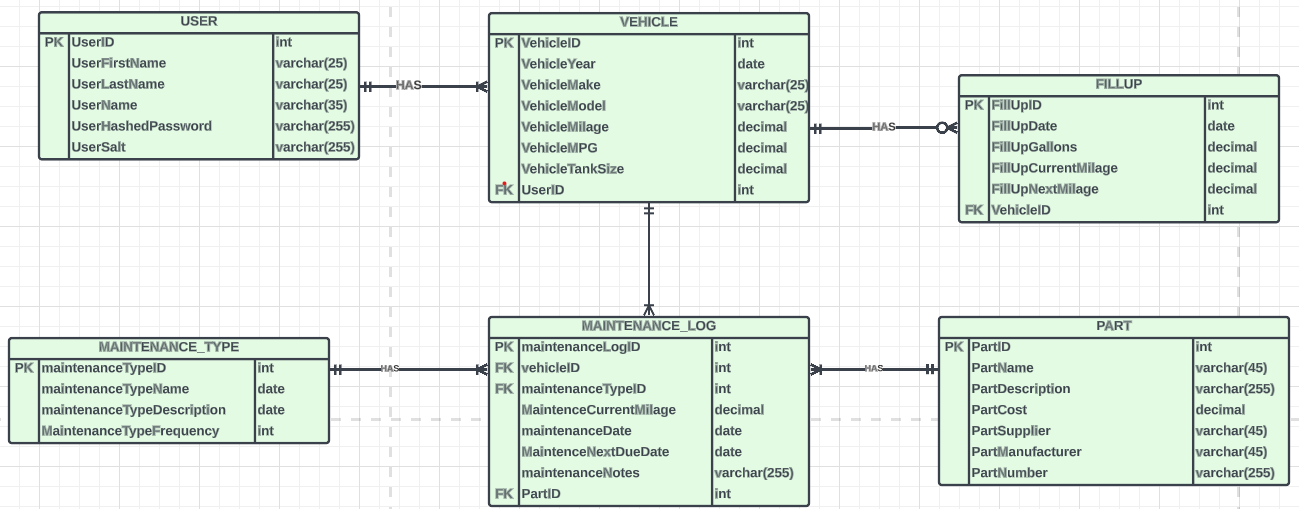 USER
PK UserID int
UserFirstName varchar(25)
UserLastName varchar(25)
UserName varchar(35)
UserHashedPassword varchar(255)
UserSalt varchar(255)
HAS
VEHICLE
PK VehicleID int
VehicleYear date
VehicleMake varchar(25)
VehicleModel varchar(25)
VehicleMilage decimal
VehicleMPG decimal
VehicleTankSize decimal
FK UserID int
HAS
FILLUP
PK FillUpID int
FillUpDate date
FillUpGallons decimal
FillUpCurrentMilage decimal
FillUpNextMilage decimal
FK VehicleID int
MAINTENANCE_TYPE
PK maintenanceTypeID int
maintenanceTypeName date
maintenanceTypeDescription date
MaintenanceTypeFrequency int
HAS
MAINTENANCE_LOG
PK maintenanceLogID int
FK vehicleID int
FK maintenanceTypeID int
MaintenceCurrentMilage decimal
maintenanceDate date
MaintenceNextDueDate date
maintenanceNotes varchar(255)
FK PartID int
HAS
PART
PK PartID int
PartName varchar(45)
PartDescription varchar(255)
PartCost decimal
PartSupplier varchar(45)
PartManufacturer varchar(45)
PartNumber varchar(255)